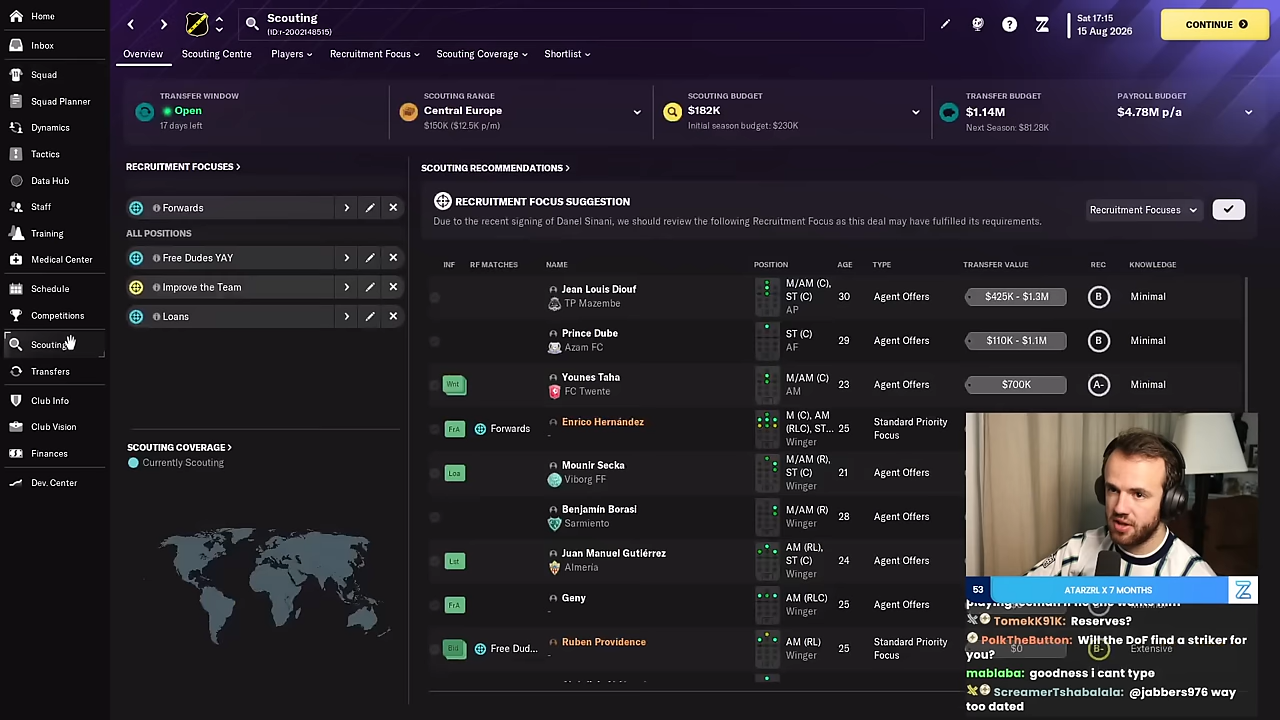 Home
Inbox
Squad
Squad Planner
Dynamics
Tactics
Data Hub
Staff
Training
Medical Center
Schedule
Competitions
Scouting
Transfers
Club Info
Club Vision
Finances
Dev. Center
Scouting
(ID:r-2002148515)
Sat 17:15
15 Aug 2026
CONTINUE
Overview
Scouting Centre
Players
Recruitment Focus
Scouting Coverage
Shortlist
TRANSFER WINDOW
Open
17 days left
SCOUTING RANGE
Central Europe
$150K ($12.5K p/m)
SCOUTING BUDGET
$182K
Initial season budget: $230K
TRANSFER BUDGET
$1.14M
Next Season: $81.28K
PAYROLL BUDGET
$4.78M p/a
RECRUITMENT FOCUSES >
Forwards
ALL POSITIONS
Free Dudes YAY
Improve the Team
Loans
SCOUTING COVERAGE >
Currently Scouting
SCOUTING RECOMMENDATIONS >
RECRUITMENT FOCUS SUGGESTION
Due to the recent signing of Danel Sinani, we should review the following Recruitment Focus as this deal may have fulfilled its requirements.
Recruitment Focuses
INF RF MATCHES NAME POSITION AGE TYPE TRANSFER VALUE REC KNOWLEDGE
Jean Louis Diouf
TP Mazembe
M/AM (C),
ST (C)
AP
30
Agent Offers
$425K - $1.3M
B
Minimal
Prince Dube
Azam FC
ST (C)
AF
29
Agent Offers
$110K - $1.1M
B
Minimal
Wnt
Younes Taha
FC Twente
M/AM (C)
AM
23
Agent Offers
$700K
A-
Minimal
FrA
Forwards
Enrico Hernández
-
M (C), AM
(RLC), ST...
Winger
25
Standard Priority
Focus
Loa
Mounir Secka
Viborg FF
M/AM (R),
ST (C)
Winger
21
Agent Offers
Benjamín Borasi
Sarmiento
M/AM (R)
Winger
28
Agent Offers
Lst
Juan Manuel Gutiérrez
Almería
AM (RL),
ST (C)
Winger
24
Agent Offers
FrA
Geny
-
AM (RLC)
Winger
25
Agent Offers
Bid
Free Dud...
Ruben Providence
-
AM (RL)
Winger
25
Standard Priority
Focus
$0
B-
Extensive
53
ATARZRL X 7 MONTHS
Z
TomekK91K: Reserves?
PolkTheButton: Will the DoF find a striker for
you?
mablaba: goodness i cant type
ScreamerTshabalala: @jabbers976 way
too dated